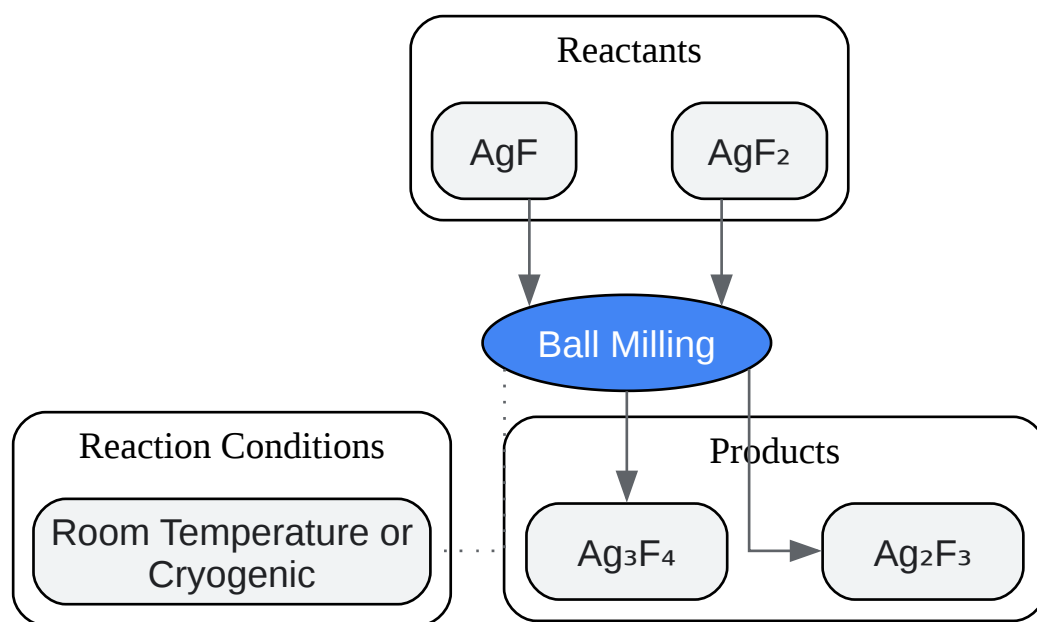 Reactants
AgF
AgF₂
Ball Milling
Reaction Conditions
Products
Room Temperature or
Cryogenic
Ag₃F₄
Ag₂F₃